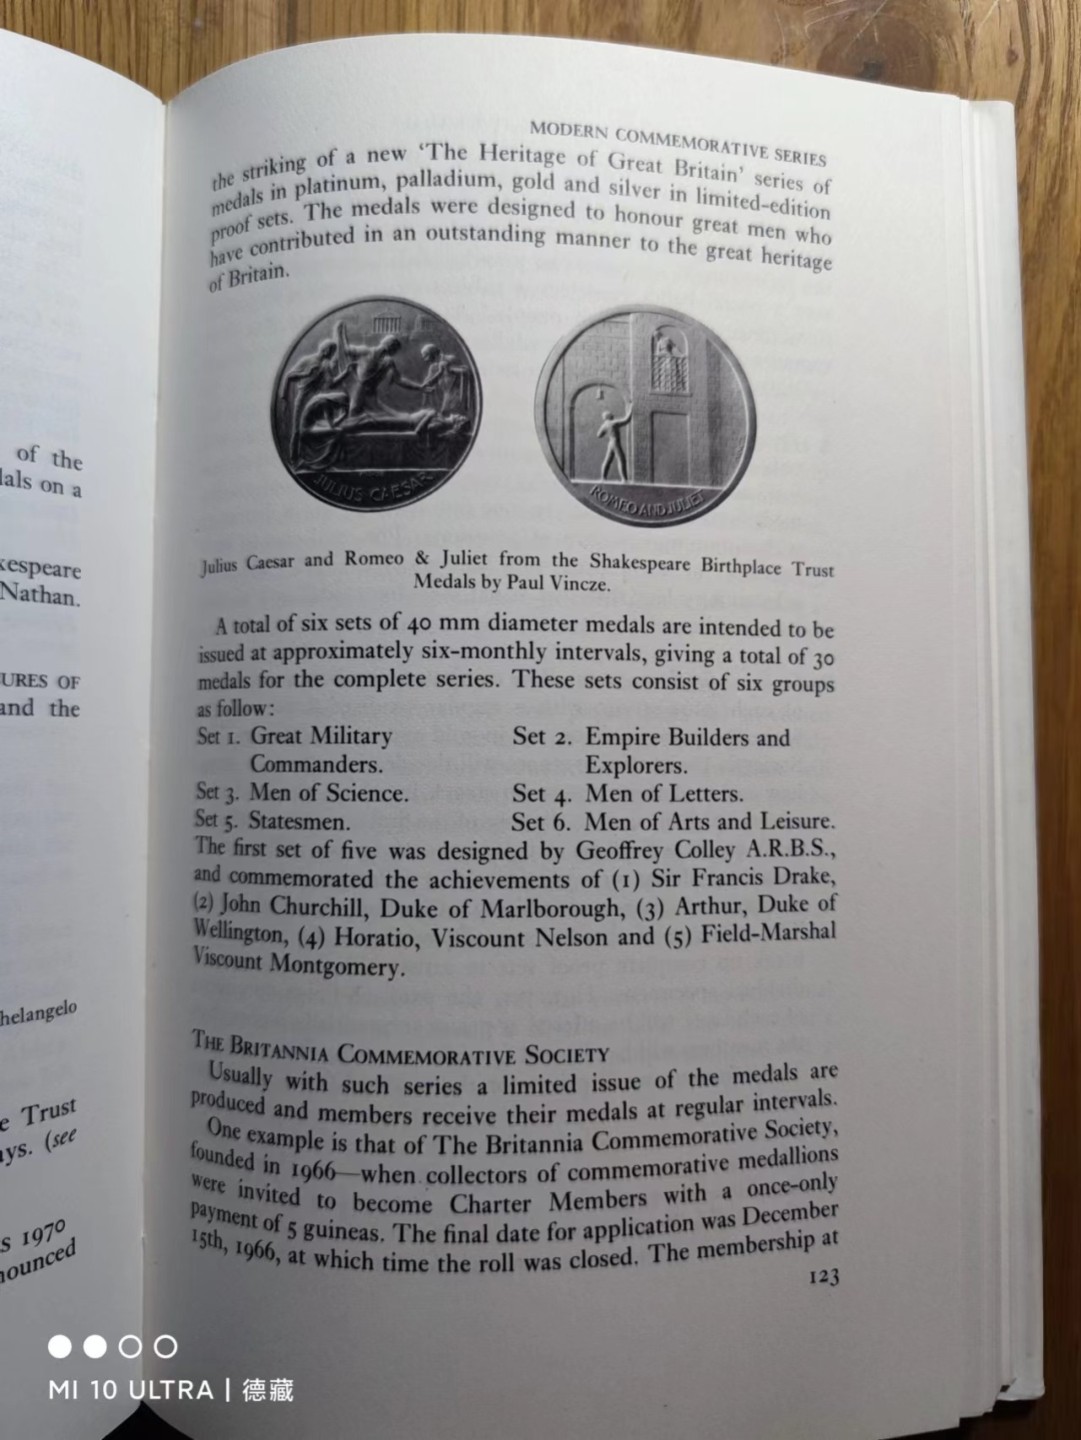 of the
dals on a
kespeare
Nathan.
URES OF
and the
helangelo
e Trust
ays. (see
s 1970
nounced
MODERN COMMEMORATIVE SERIES
the striking of a new ‘The Heritage of Great Britain’ series of
medals in platinum, palladium, gold and silver in limited-edition
proof sets. The medals were designed to honour great men who
have contributed in an outstanding manner to the great heritage
of Britain.
JULIUS CAESAR
ROMEO AND JULIET
Julius Caesar and Romeo & Juliet from the Shakespeare Birthplace Trust
Medals by Paul Vincze.
A total of six sets of 40 mm diameter medals are intended to be
issued at approximately six-monthly intervals, giving a total of 30
medals for the complete series. These sets consist of six groups
as follow:
Set 1. Great Military Set 2. Empire Builders and
Commanders. Explorers.
Set 3. Men of Science. Set 4. Men of Letters.
Set 5. Statesmen. Set 6. Men of Arts and Leisure.
The first set of five was designed by Geoffrey Colley A.R.B.S.,
and commemorated the achievements of (1) Sir Francis Drake,
(2) John Churchill, Duke of Marlborough, (3) Arthur, Duke of
Wellington, (4) Horatio, Viscount Nelson and (5) Field-Marshal
Viscount Montgomery.
THE BRITANNIA COMMEMORATIVE SOCIETY
Usually with such series a limited issue of the medals are
produced and members receive their medals at regular intervals.
One example is that of The Britannia Commemorative Society,
founded in 1966—when collectors of commemorative medallions
were invited to become Charter Members with a once-only
payment of 5 guineas. The final date for application was December
15th, 1966, at which time the roll was closed. The membership at
123
MI 10 ULTRA | 德藏